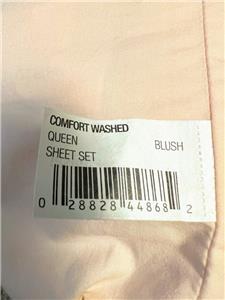 COMFORT WASHED
QUEEN BLUSH
SHEET SET
0 28828 44868 2